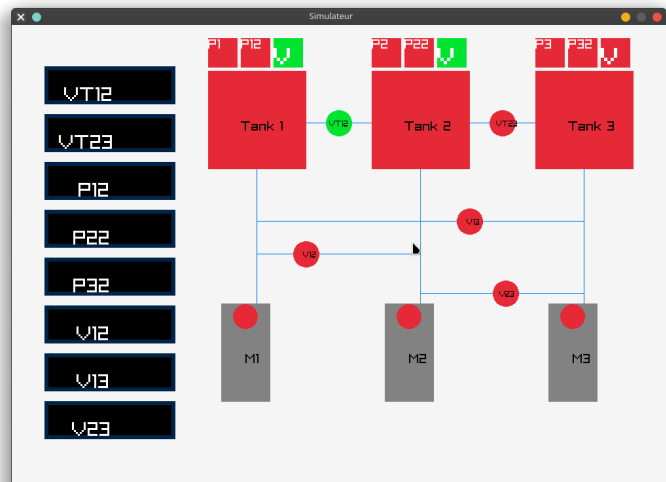 Simulateur
P1 P12 V P2 P22 V P3 P32 V
VT12
VT23
P12
P22
P32
V12
V13
V23
Tank 1 VT12 Tank 2 VT23 Tank 3
V13
V12
V23
M1 M2 M3